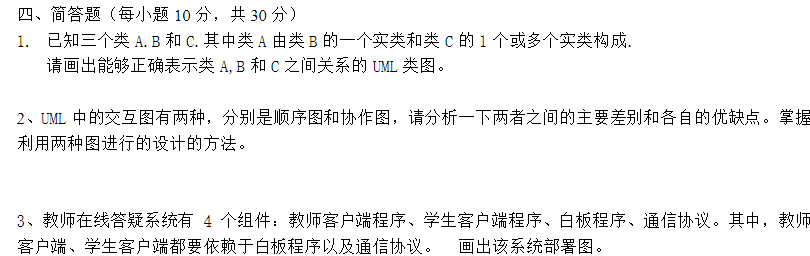 四、简答题（每小题 10 分，共 30 分）
1. 已知三个类 A.B 和 C.其中类 A 由类 B 的一个实类和类 C 的 1 个或多个实类构成.
请画出能够正确表示类 A,B 和 C 之间关系的 UML 类图。
2、UML 中的交互图有两种，分别是顺序图和协作图，请分析一下两者之间的主要差别和各自的优缺点。掌握
利用两种图进行的设计的方法。
3、教师在线答疑系统有 4 个组件：教师客户端程序、学生客户端程序、白板程序、通信协议。其中，教师
客户端、学生客户端都要依赖于白板程序以及通信协议。 画出该系统部署图。